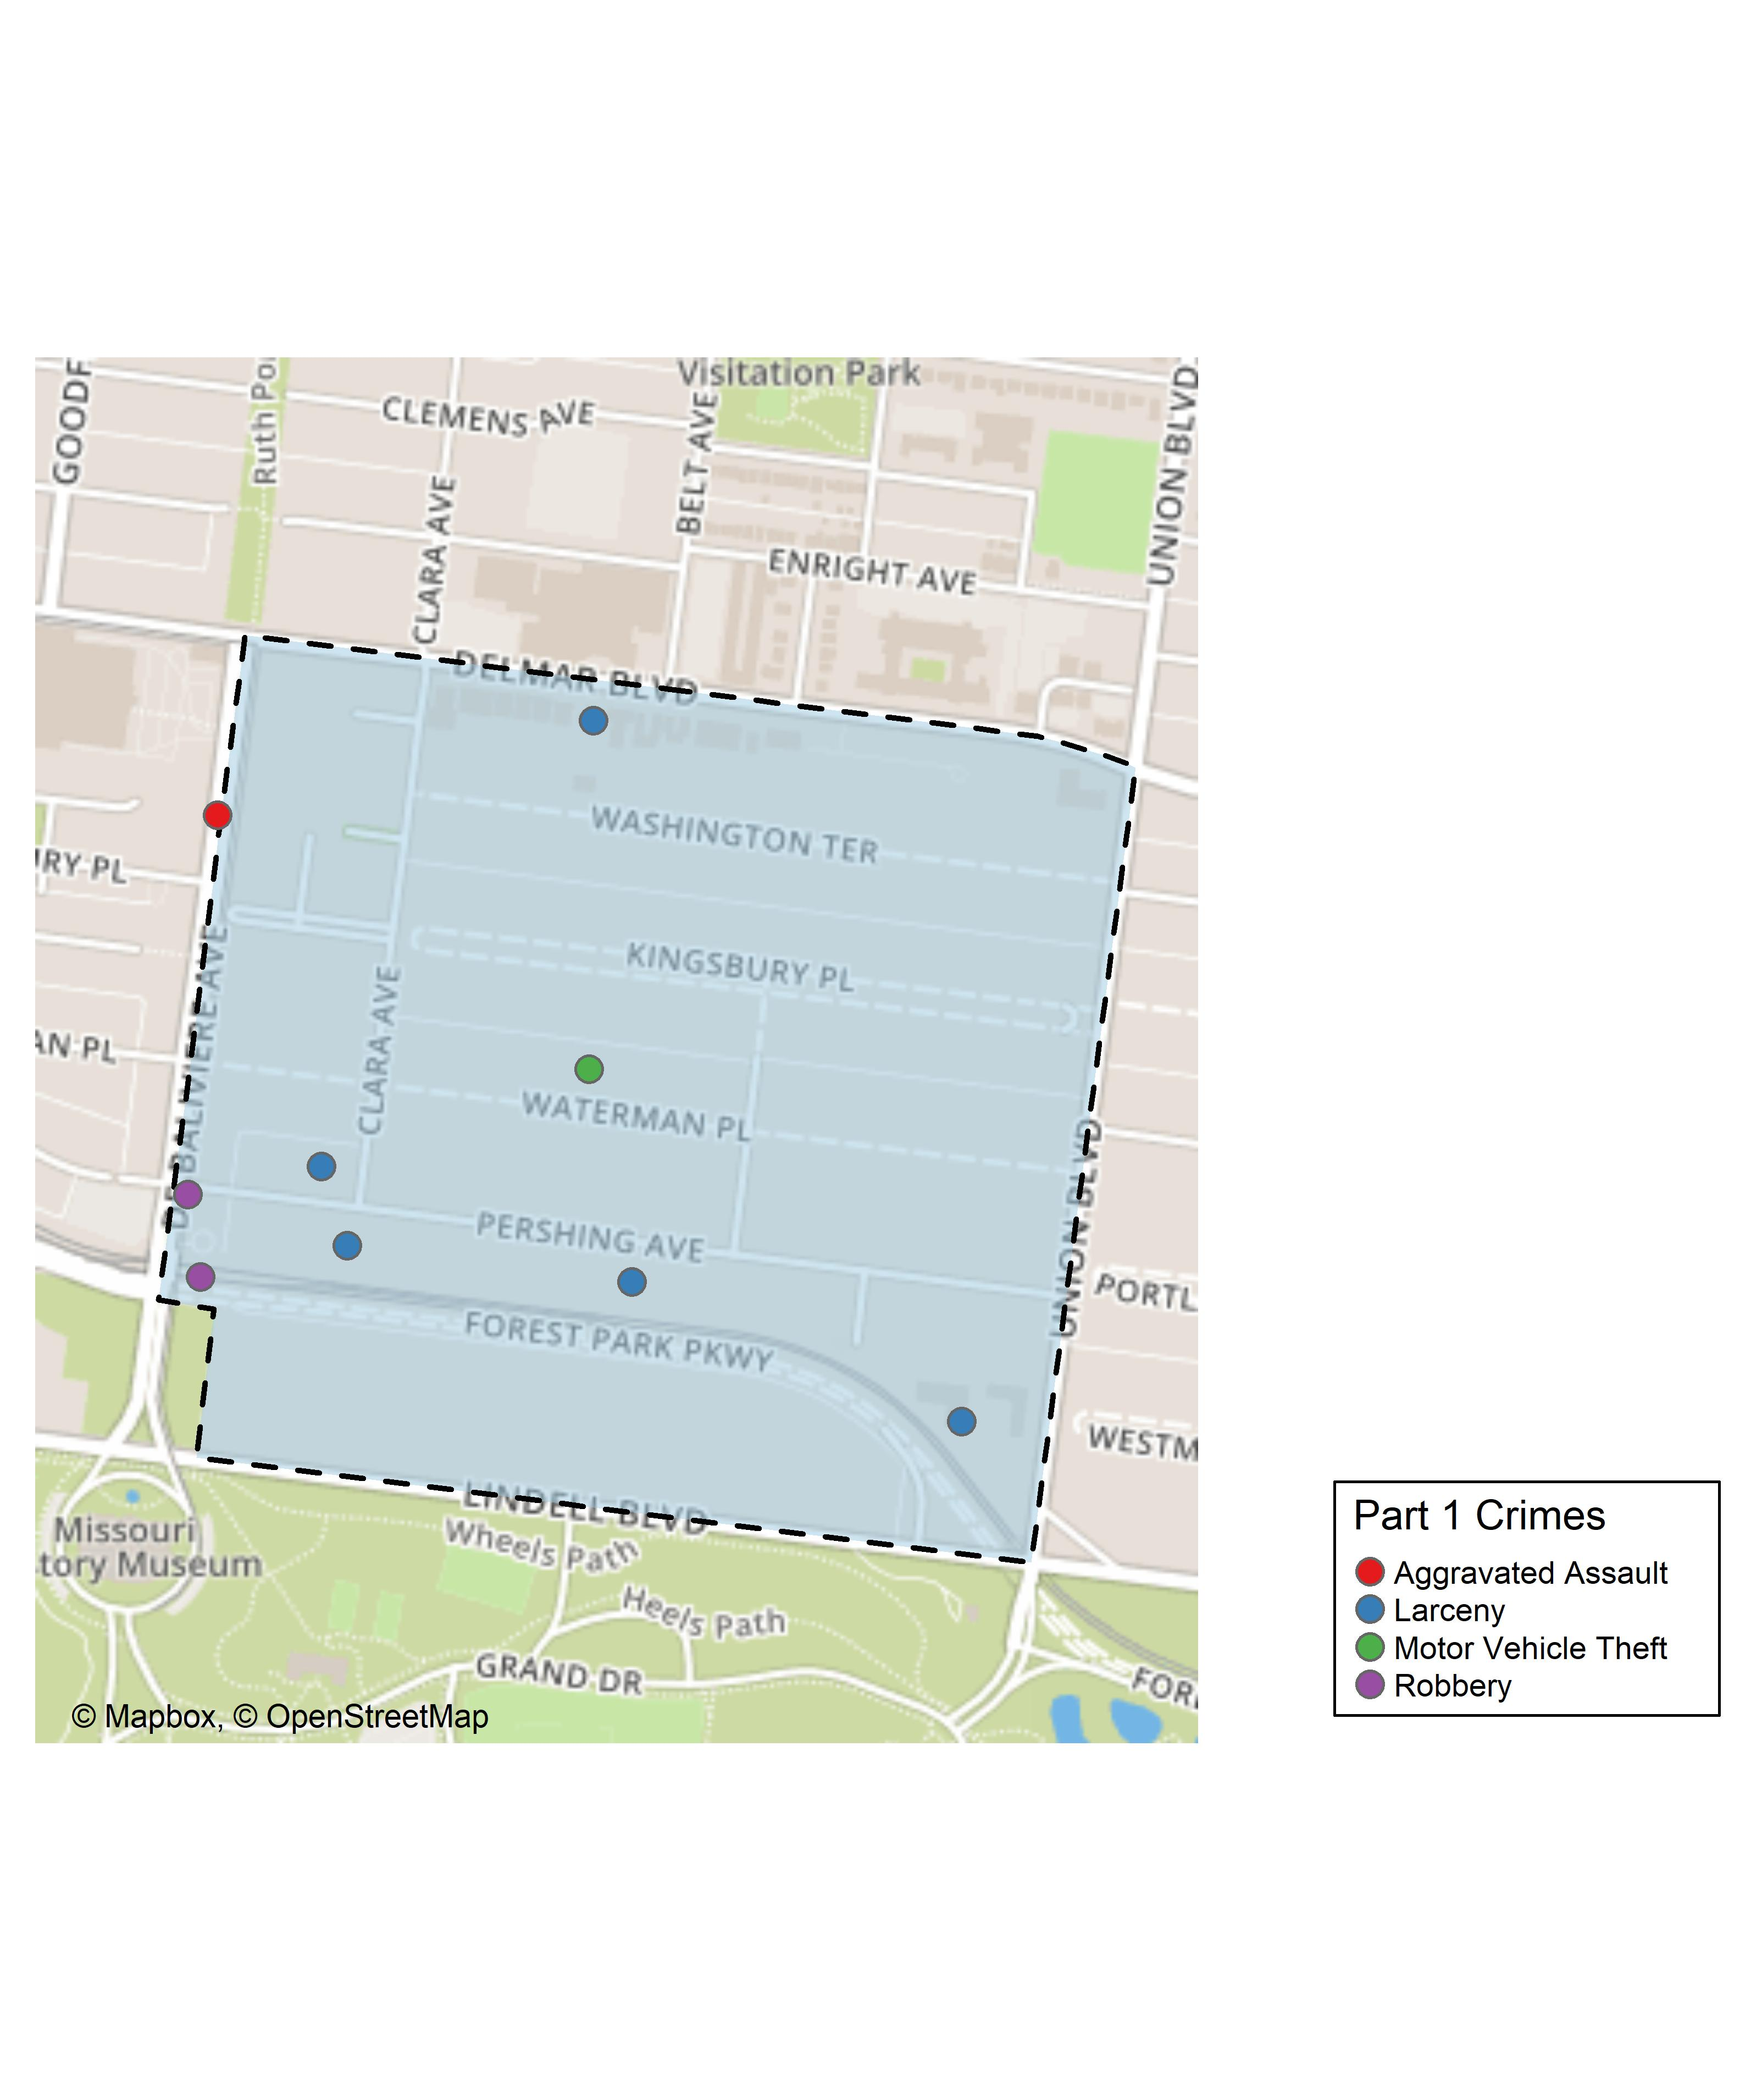 Visitation Park
GOODF
Ruth Po
CLEMENS AVE
BELT AVE
UNION BLVD
CLARA AVE
ENRIGHT AVE
DELMAR BLVD
WASHINGTON TER
RY PL
KINGSBURY PL
DE BALIVIERE AVE
CLARA AVE
AN PL
WATERMAN PL
UNION BLVD
PERSHING AVE
PORTL
FOREST PARK PKWY
WESTM
LINDELL BLVD
Wheels Path
Missouri
tory Museum
Heels Path
GRAND DR
FOR
© Mapbox, © OpenStreetMap
Part 1 Crimes
Aggravated Assault
Larceny
Motor Vehicle Theft
Robbery